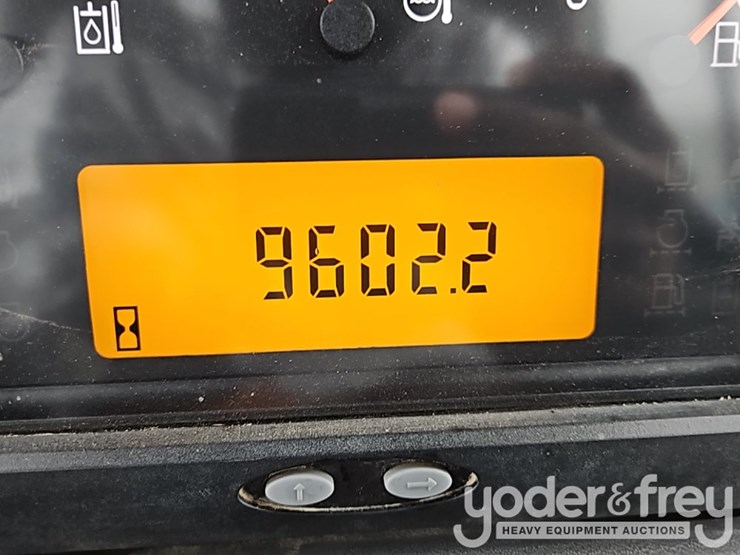 9602.2
yoder&frey
HEAVY EQUIPMENT AUCTIONS